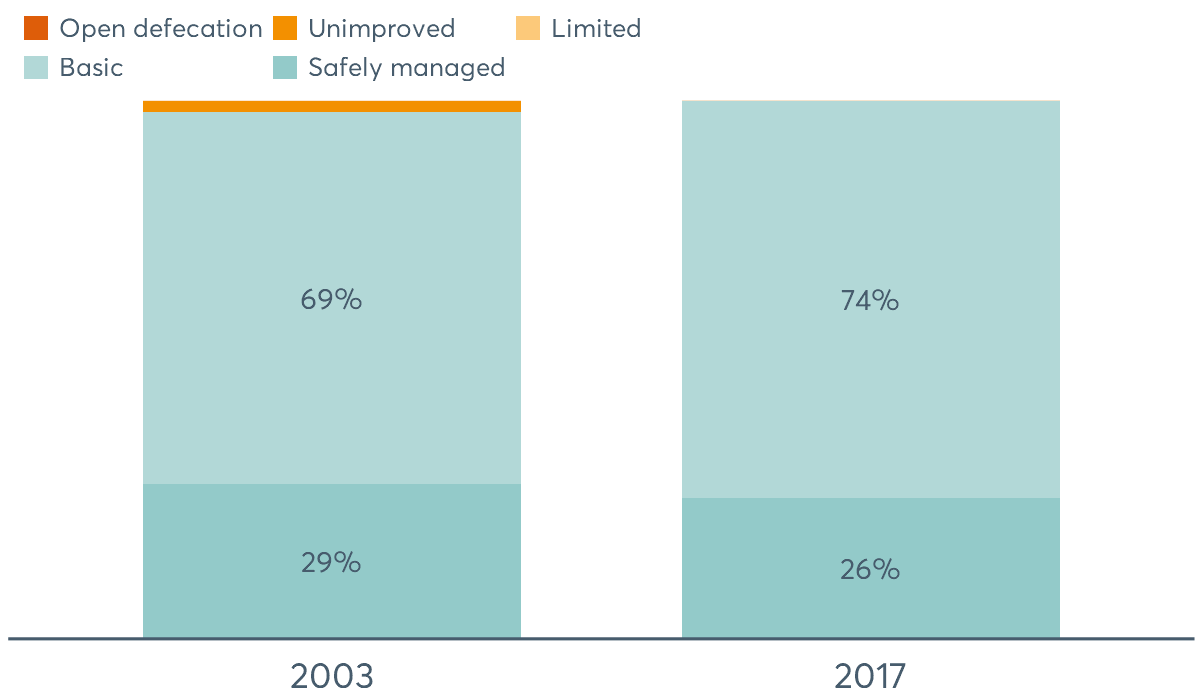 Open defecation Unimproved Limited
Basic Safely managed
69% 74%
29% 26%
2003 2017